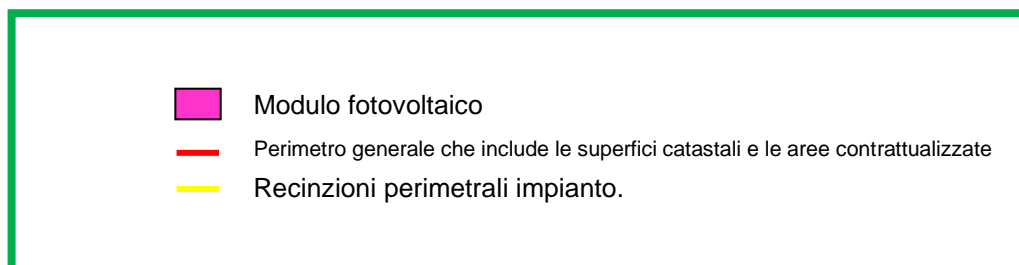 Modulo fotovoltaico
Perimetro generale che include le superfici catastali e le aree contrattualizzate
Recinzioni perimetrali impianto.